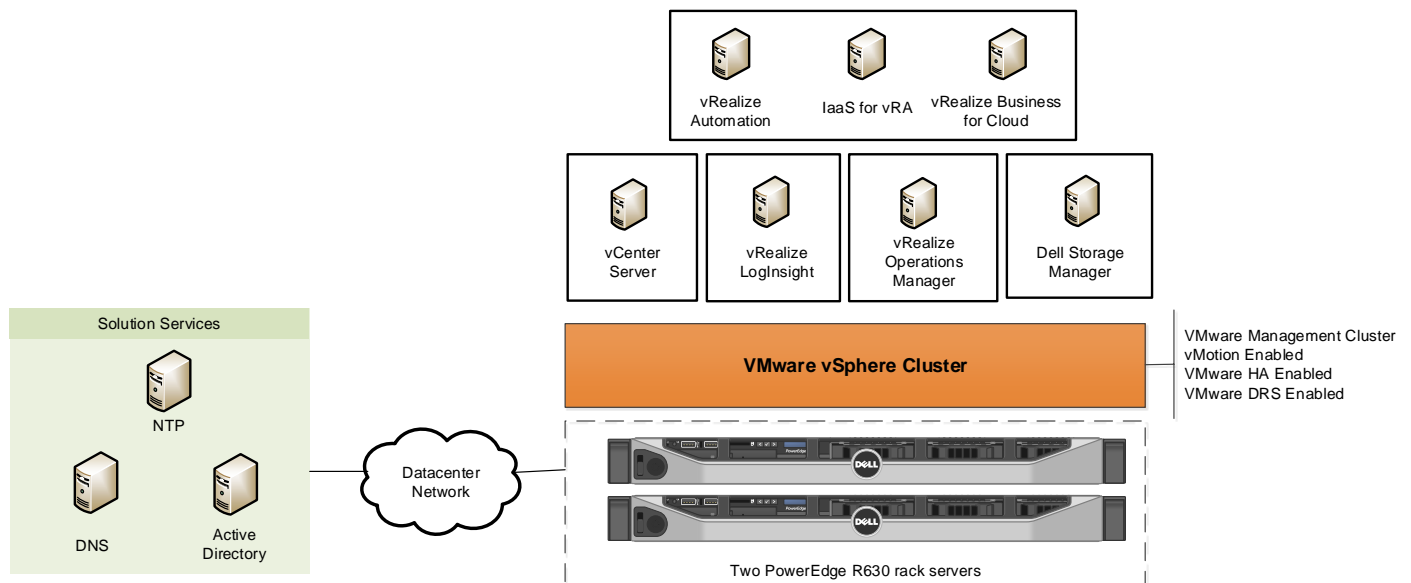 vRealize
Automation
IaaS for vRA
vRealize Business
for Cloud
vCenter
Server
vRealize
LogInsight
vRealize
Operations
Manager
Dell Storage
Manager
Solution Services
NTP
DNS
Active
Directory
Datacenter
Network
VMware vSphere Cluster
VMware Management Cluster
vMotion Enabled
VMware HA Enabled
VMware DRS Enabled
PowerEdge
DELL
PowerEdge
DELL
Two PowerEdge R630 rack servers